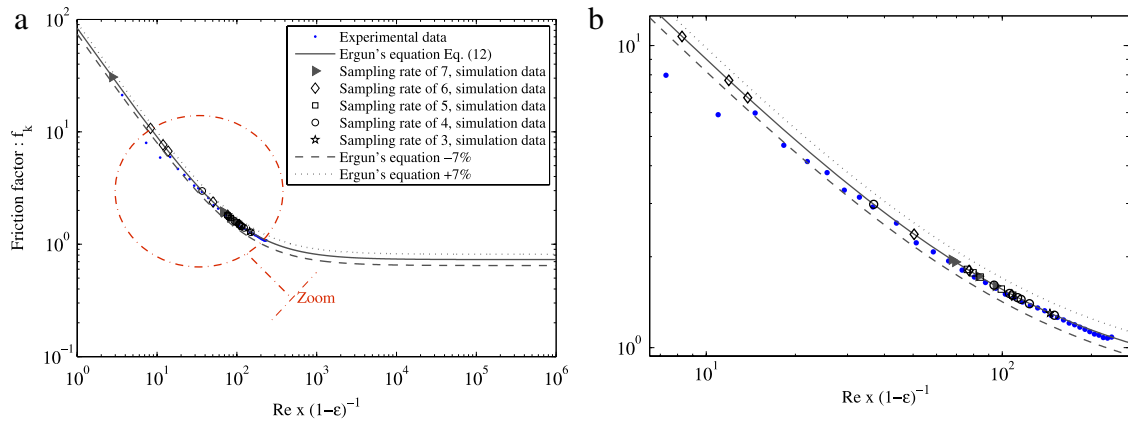 a
10^2
10^1
10^0
10^-1
Friction factor : f_k
Experimental data
Ergun's equation Eq. (12)
Sampling rate of 7, simulation data
Sampling rate of 6, simulation data
Sampling rate of 5, simulation data
Sampling rate of 4, simulation data
Sampling rate of 3, simulation data
Ergun's equation −7%
Ergun's equation +7%
Zoom
10^0 10^1 10^2 10^3 10^4 10^5 10^6
Re x (1−ε)^-1
b
10^1
10^0
10^1 10^2
Re x (1−ε)^-1